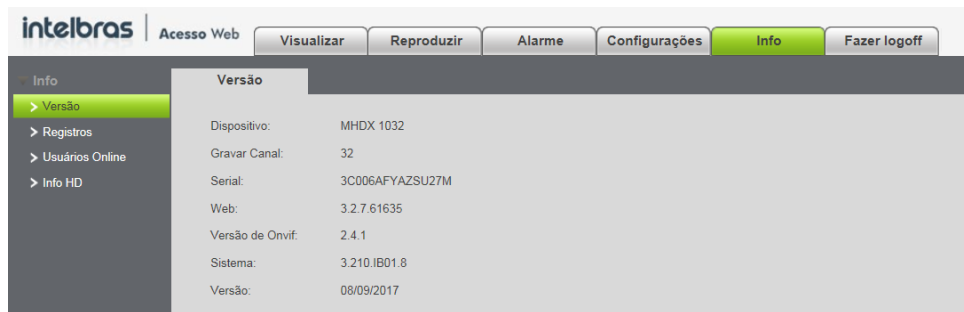 intelbras | Acesso Web
Visualizar Reproduzir Alarme Configurações Info Fazer logoff
Info
Versão
Registros
Usuários Online
Info HD
Versão
Dispositivo: MHDX 1032
Gravar Canal: 32
Serial: 3C006AFYAZSU27M
Web: 3.2.7.61635
Versão de Onvif: 2.4.1
Sistema: 3.210.IB01.8
Versão: 08/09/2017